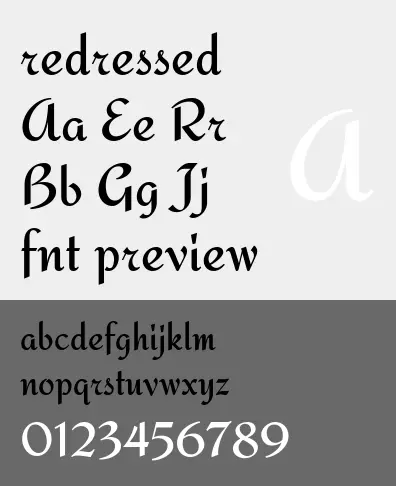 redressed
Aa Ee Rr
A
Bb Gg Jj
fnt preview
abcdefghijklm
nopqrstuvwxyz
0123456789